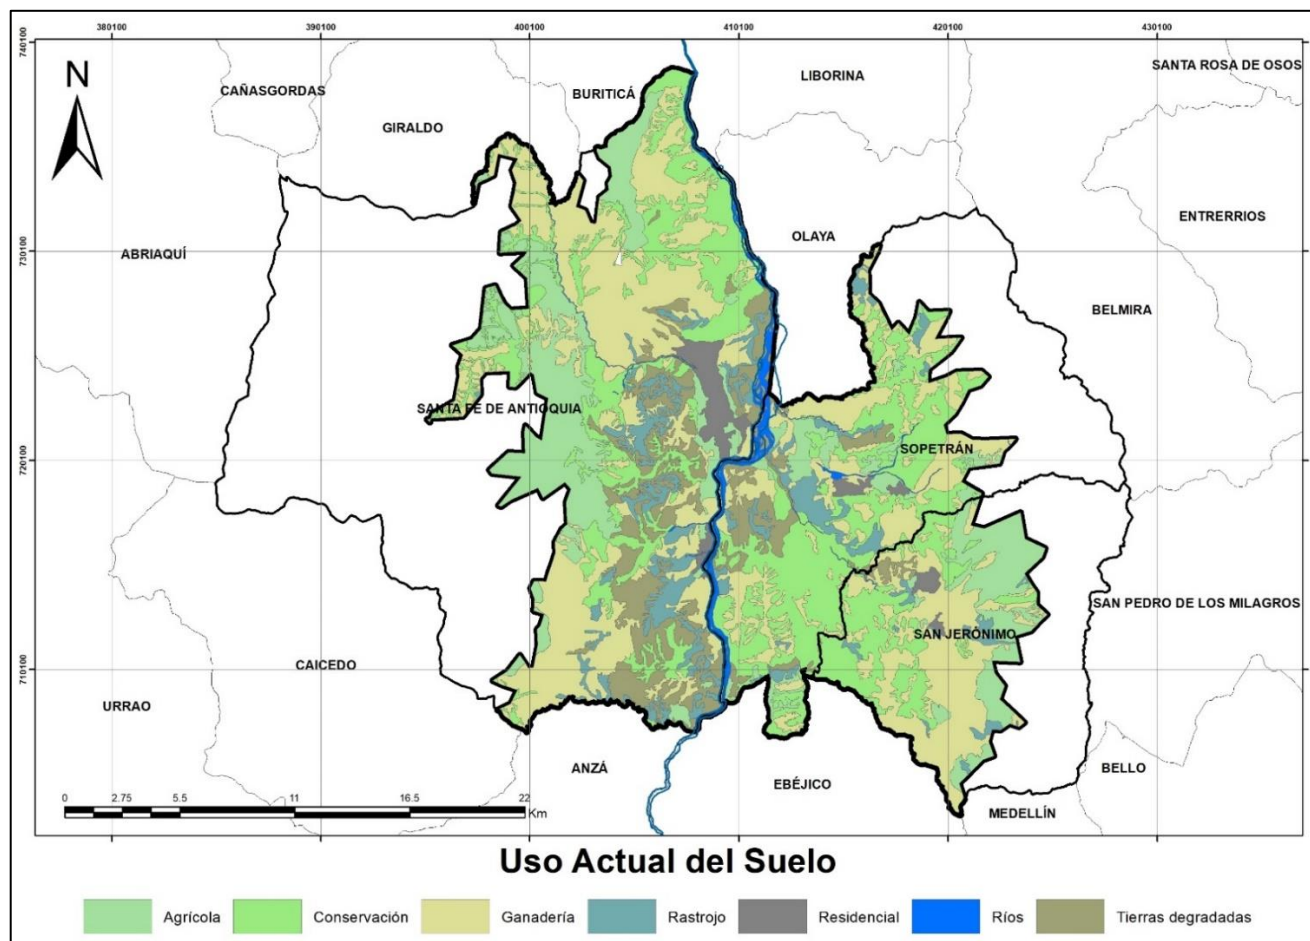 380100 390100 400100 410100 420100 430100
740100
N
CAÑASGORDAS
GIRALDO
BURITICÁ
LIBORINA
SANTA ROSA DE OSOS
ENTRERRIOS
730100
ABRIAQUÍ
OLAYA
BELMIRA
SANTA FE DE ANTIOQUIA
SOPETRÁN
720100
SAN PEDRO DE LOS MILAGROS
SAN JERÓNIMO
710100
CAICEDO
URRAO
ANZÁ
EBÉJICO
BELLO
MEDELLÍN
0 2.75 5.5 11 16.5 22
Km
Uso Actual del Suelo
Agrícola Conservación Ganadería Rastrojo Residencial Ríos Tierras degradadas